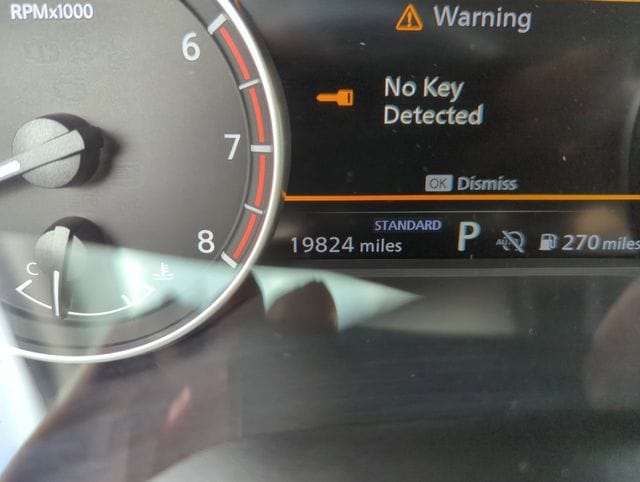 RPMx1000
6
7
8
C
Warning
No Key
Detected
OK Dismiss
STANDARD
19824 miles P 270 miles